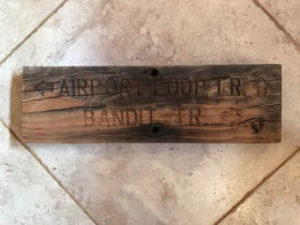 ← AIRPORT LOOP TR. →
BANDIT TR. →